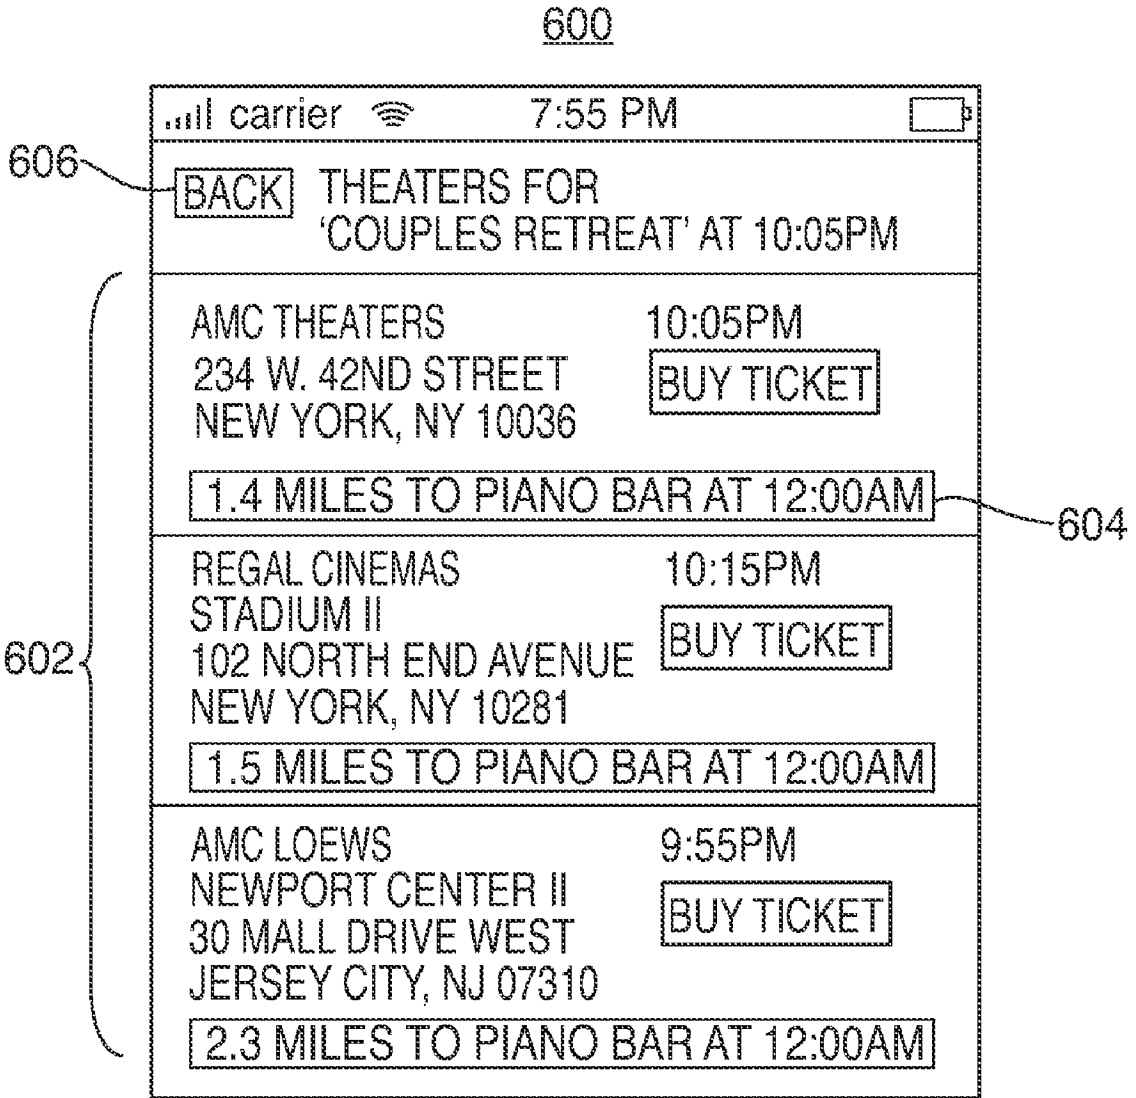 600
carrier 7:55 PM
606
BACK THEATERS FOR
'COUPLES RETREAT' AT 10:05PM
AMC THEATERS 10:05PM
234 W. 42ND STREET BUY TICKET
NEW YORK, NY 10036
1.4 MILES TO PIANO BAR AT 12:00AM
604
REGAL CINEMAS 10:15PM
STADIUM II
602
102 NORTH END AVENUE BUY TICKET
NEW YORK, NY 10281
1.5 MILES TO PIANO BAR AT 12:00AM
AMC LOEWS 9:55PM
NEWPORT CENTER II
30 MALL DRIVE WEST BUY TICKET
JERSEY CITY, NJ 07310
2.3 MILES TO PIANO BAR AT 12:00AM